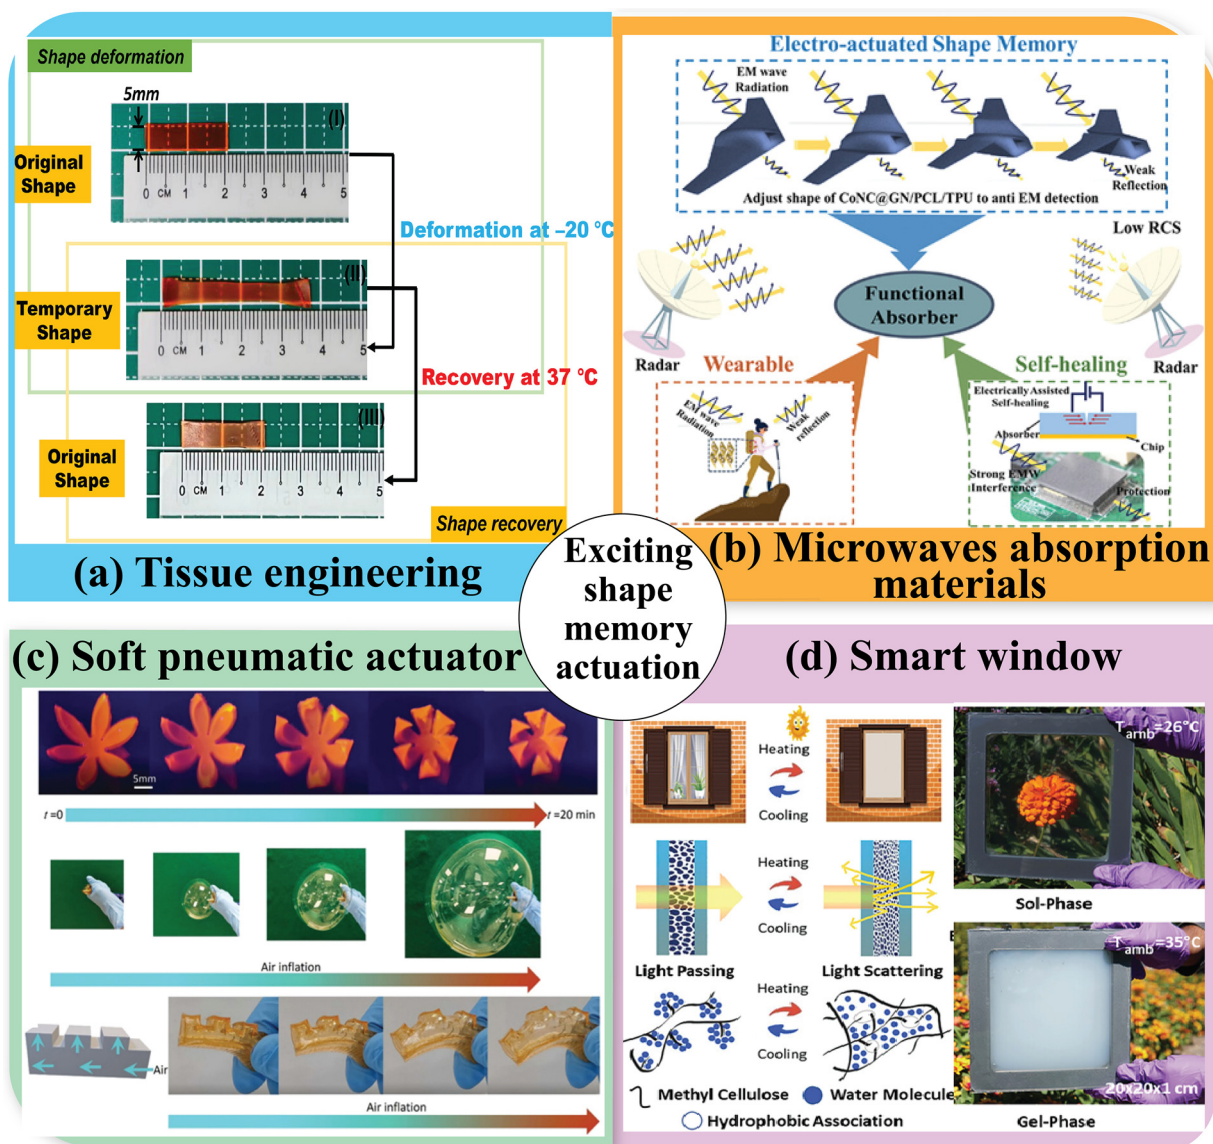 Shape deformation
5mm
(I)
Original
Shape
0 CM 1 2 3 4 5
Deformation at –20 °C
(II)
Temporary
Shape
0 CM 1 2 3 4 5
Recovery at 37 °C
(III)
Original
Shape
0 CM 1 2 3 4 5
Shape recovery
(a) Tissue engineering
Electro-actuated Shape Memory
EM wave
Radiation
Weak
Reflection
Adjust shape of CoNC@GN/PCL/TPU to anti EM detection
Low RCS
Functional
Absorber
Radar
Radar
Wearable
EM wave
Radiation
Weak
reflection
Self-healing
Electrically Assisted
Self-healing
Absorber
Chip
Strong EMW
Interference
Protection
(b) Microwaves absorption
materials
Exciting
shape
memory
actuation
(c) Soft pneumatic actuator
5mm
t=0
t=20 min
Air inflation
Air
Air inflation
(d) Smart window
Heating
Cooling
Heating
Cooling
Light Passing
Light Scattering
Heating
Cooling
Methyl Cellulose
Water Molecule
Hydrophobic Association
Tamb=26°C
Sol-Phase
Tamb=35°C
20x20x1 cm
Gel-Phase